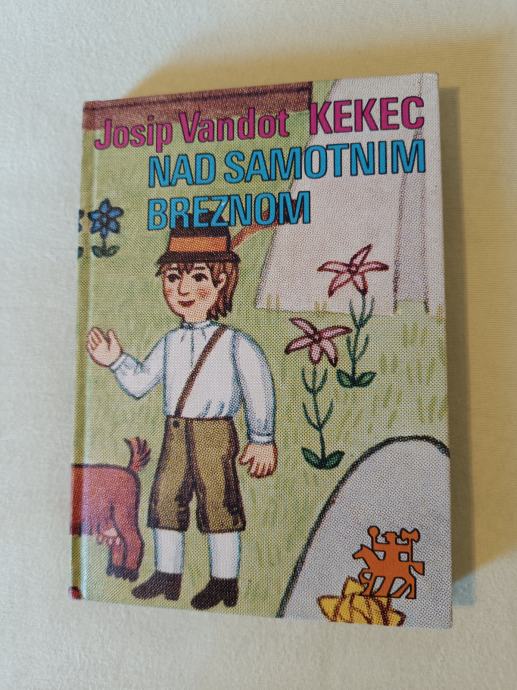 Josip Vandot KEKEC
NAD SAMOTNIM
BREZNOM